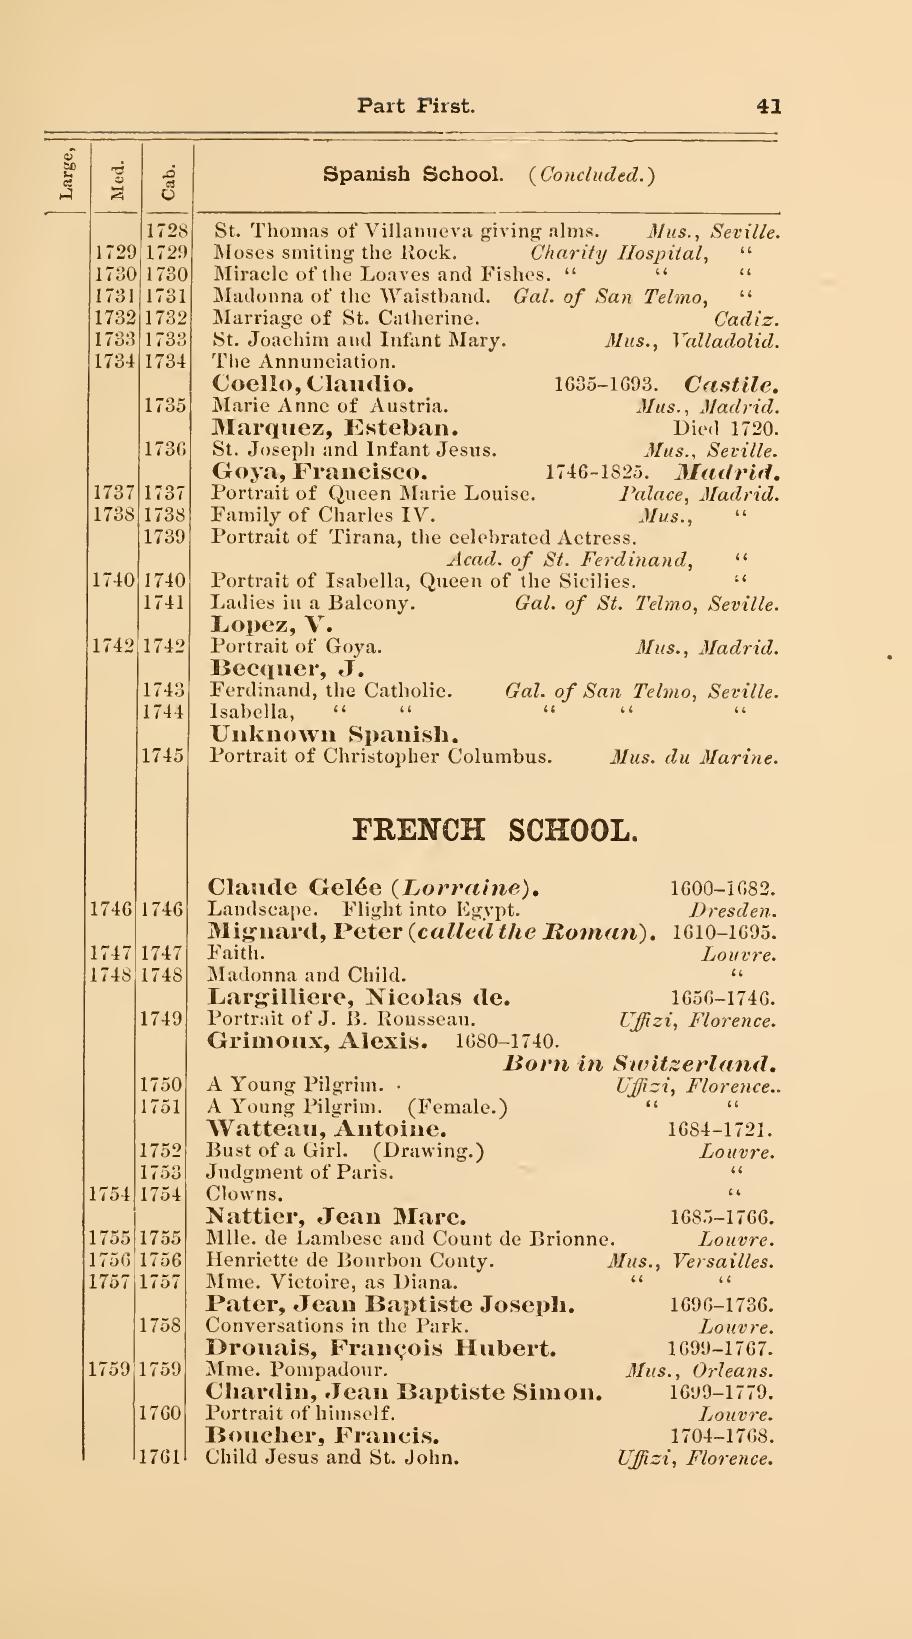 Part First. 41
Large, Med. Cab. Spanish School. (Concluded.)
1728 St. Thomas of Villanueva giving alms. Mus., Seville.
1729 1729 Moses smiting the Rock. Charity Hospital, “
1730 1730 Miracle of the Loaves and Fishes. “ “ “
1731 1731 Madonna of the Waistband. Gal. of San Telmo, “
1732 1732 Marriage of St. Catherine. Cadiz.
1733 1733 St. Joachim and Infant Mary. Mus., Valladolid.
1734 1734 The Annunciation.
Coello, Claudio. 1635-1693. Castile.
1735 Marie Anne of Austria. Mus., Madrid.
Marquez, Esteban. Died 1720.
1736 St. Joseph and Infant Jesus. Mus., Seville.
Goya, Francisco. 1746-1825. Madrid.
1737 1737 Portrait of Queen Marie Louise. Palace, Madrid.
1738 1738 Family of Charles IV. Mus., “
1739 Portrait of Tirana, the celebrated Actress.
Acad. of St. Ferdinand, “
1740 1740 Portrait of Isabella, Queen of the Sicilies. “
1741 Ladies in a Balcony. Gal. of St. Telmo, Seville.
Lopez, V.
1742 1742 Portrait of Goya. Mus., Madrid.
Becquer, J.
1743 Ferdinand, the Catholic. Gal. of San Telmo, Seville.
1744 Isabella, “ “ “ “ “
Unknown Spanish.
1745 Portrait of Christopher Columbus. Mus. du Marine.
FRENCH SCHOOL.
Claude Gelée (Lorraine). 1600-1682.
1746 1746 Landscape. Flight into Egypt. Dresden.
Mignard, Peter (called the Roman). 1610-1695.
1747 1747 Faith. Louvre.
1748 1748 Madonna and Child. “
Largilliere, Nicolas de. 1656-1746.
1749 Portrait of J. B. Rousseau. Uffizi, Florence.
Grimoux, Alexis. 1680-1740.
Born in Switzerland.
1750 A Young Pilgrim. Uffizi, Florence..
1751 A Young Pilgrim. (Female.) “ “
Watteau, Antoine. 1684-1721.
1752 Bust of a Girl. (Drawing.) Louvre.
1753 Judgment of Paris. “
1754 1754 Clowns. “
Nattier, Jean Marc. 1685-1766.
1755 1755 Mlle. de Lambesc and Count de Brionne. Louvre.
1756 1756 Henriette de Bourbon Conty. Mus., Versailles.
1757 1757 Mme. Victoire, as Diana. “ “
Pater, Jean Baptiste Joseph. 1696-1736.
1758 Conversations in the Park. Louvre.
Drouais, François Hubert. 1699-1767.
1759 1759 Mme. Pompadour. Mus., Orleans.
Chardin, Jean Baptiste Simon. 1699-1779.
1760 Portrait of himself. Louvre.
Boucher, Francis. 1704-1768.
1761 Child Jesus and St. John. Uffizi, Florence.